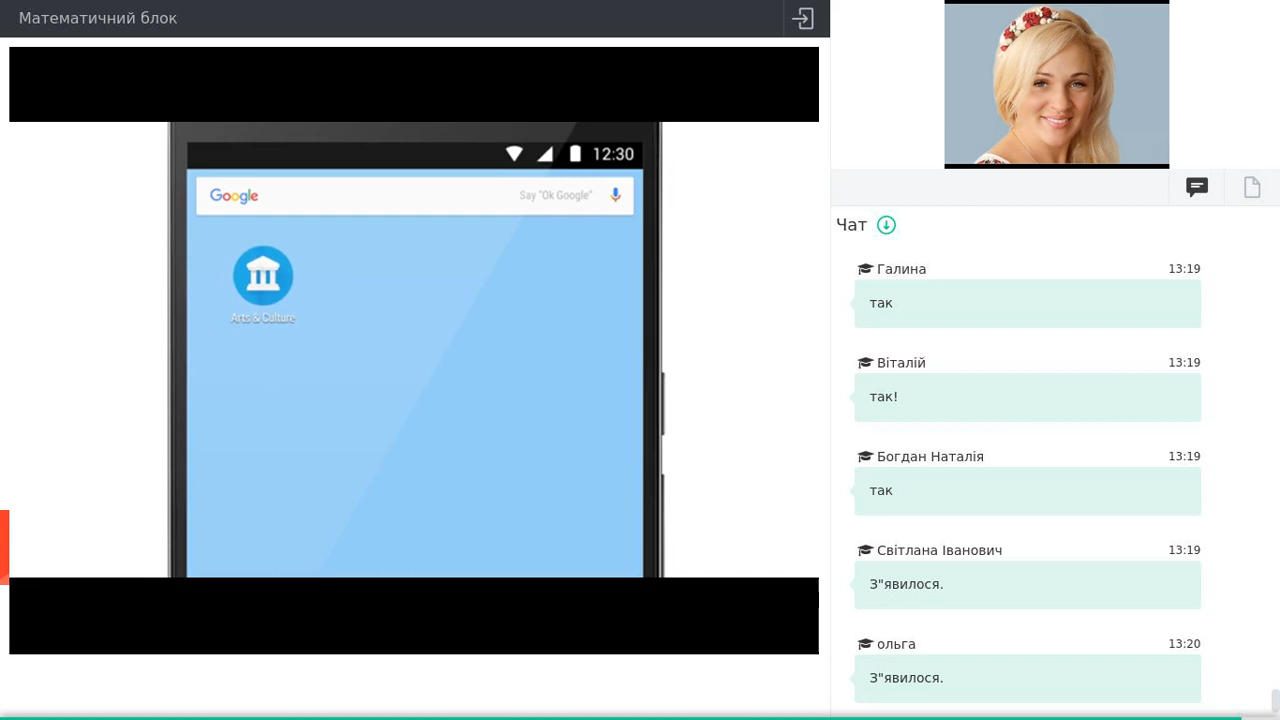 Математичний блок
12:30
Google
Say "Ok Google"
Arts & Culture
Чат
Галина 13:19
так
Віталій 13:19
так!
Богдан Наталія 13:19
так
Світлана Іванович 13:19
З"явилося.
ольга 13:20
З"явилося.